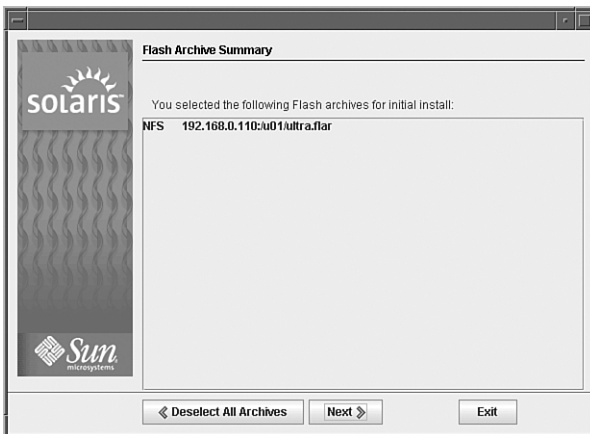 Flash Archive Summary
solaris
You selected the following Flash archives for initial install:
NFS 192.168.0.110:/u01/ultra.flar
Sun
microsystems
Deselect All Archives
Next
Exit